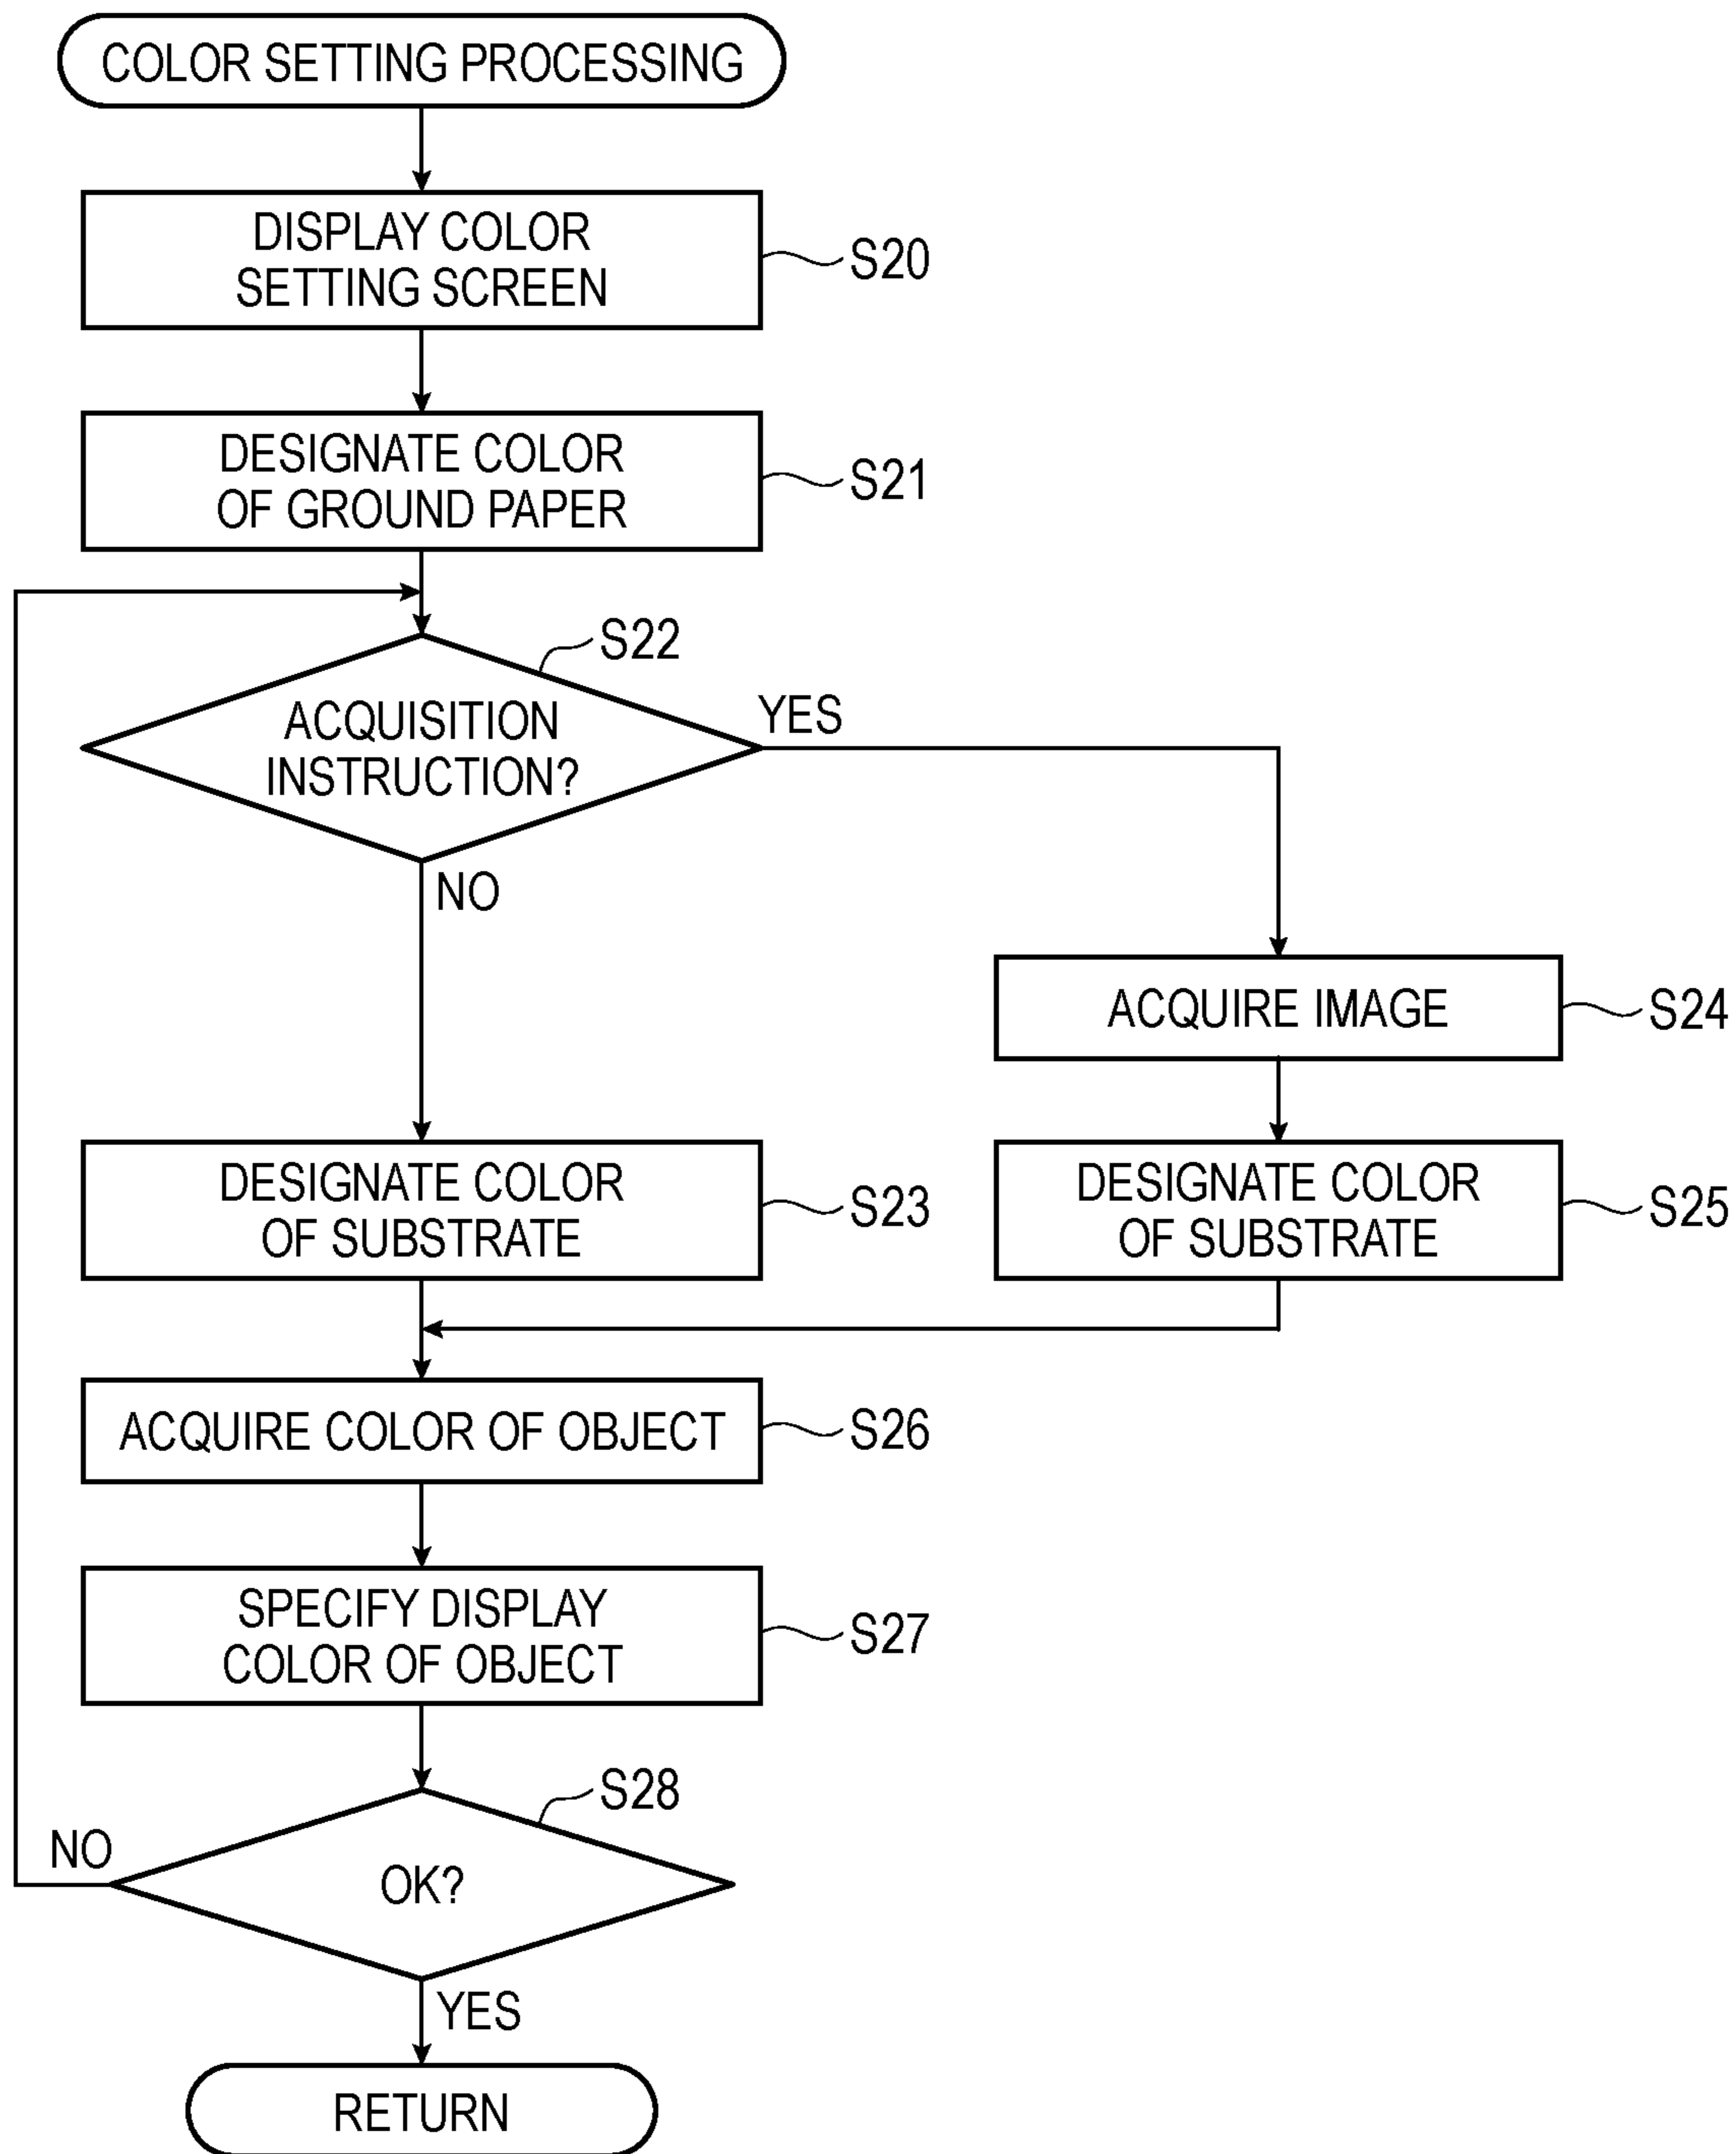 COLOR SETTING PROCESSING
DISPLAY COLOR
SETTING SCREEN
S20
DESIGNATE COLOR
OF GROUND PAPER
S21
S22
ACQUISITION
INSTRUCTION?
YES
NO
ACQUIRE IMAGE
S24
DESIGNATE COLOR
OF SUBSTRATE
S23
DESIGNATE COLOR
OF SUBSTRATE
S25
ACQUIRE COLOR OF OBJECT
S26
SPECIFY DISPLAY
COLOR OF OBJECT
S27
S28
NO
OK?
YES
RETURN